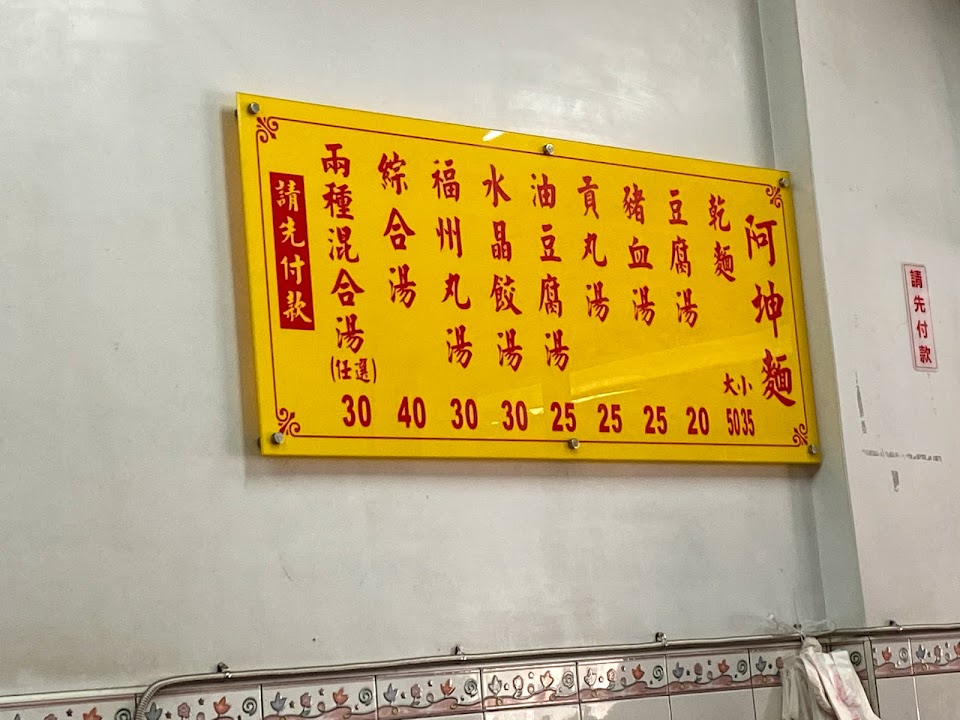 阿坤麵
乾麵 大小 5035
豆腐湯 20
豬血湯 25
貢丸湯 25
油豆腐湯 25
水晶餃湯 30
福州丸湯 30
綜合湯 40
兩種混合湯(任選) 30
請先付款
請先付款